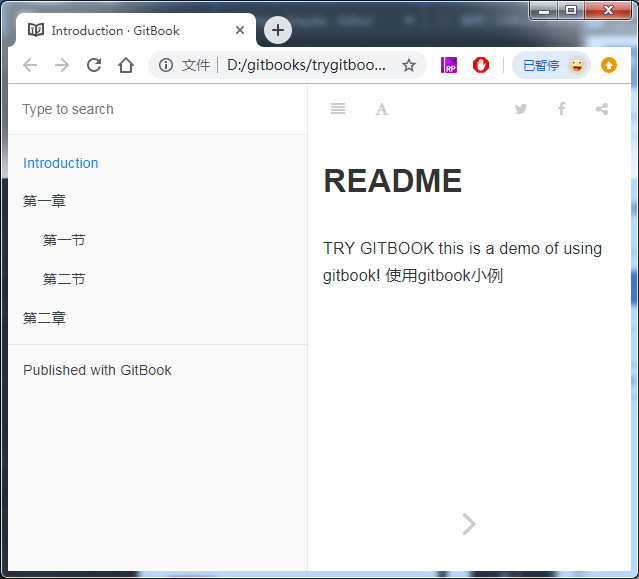 Introduction · GitBook
文件 | D:/gitbooks/trygitboo...
RP
已暂停
Type to search
A
Introduction
第一章
第一节
第二节
第二章
Published with GitBook
README
TRY GITBOOK this is a demo of using
gitbook! 使用gitbook小例